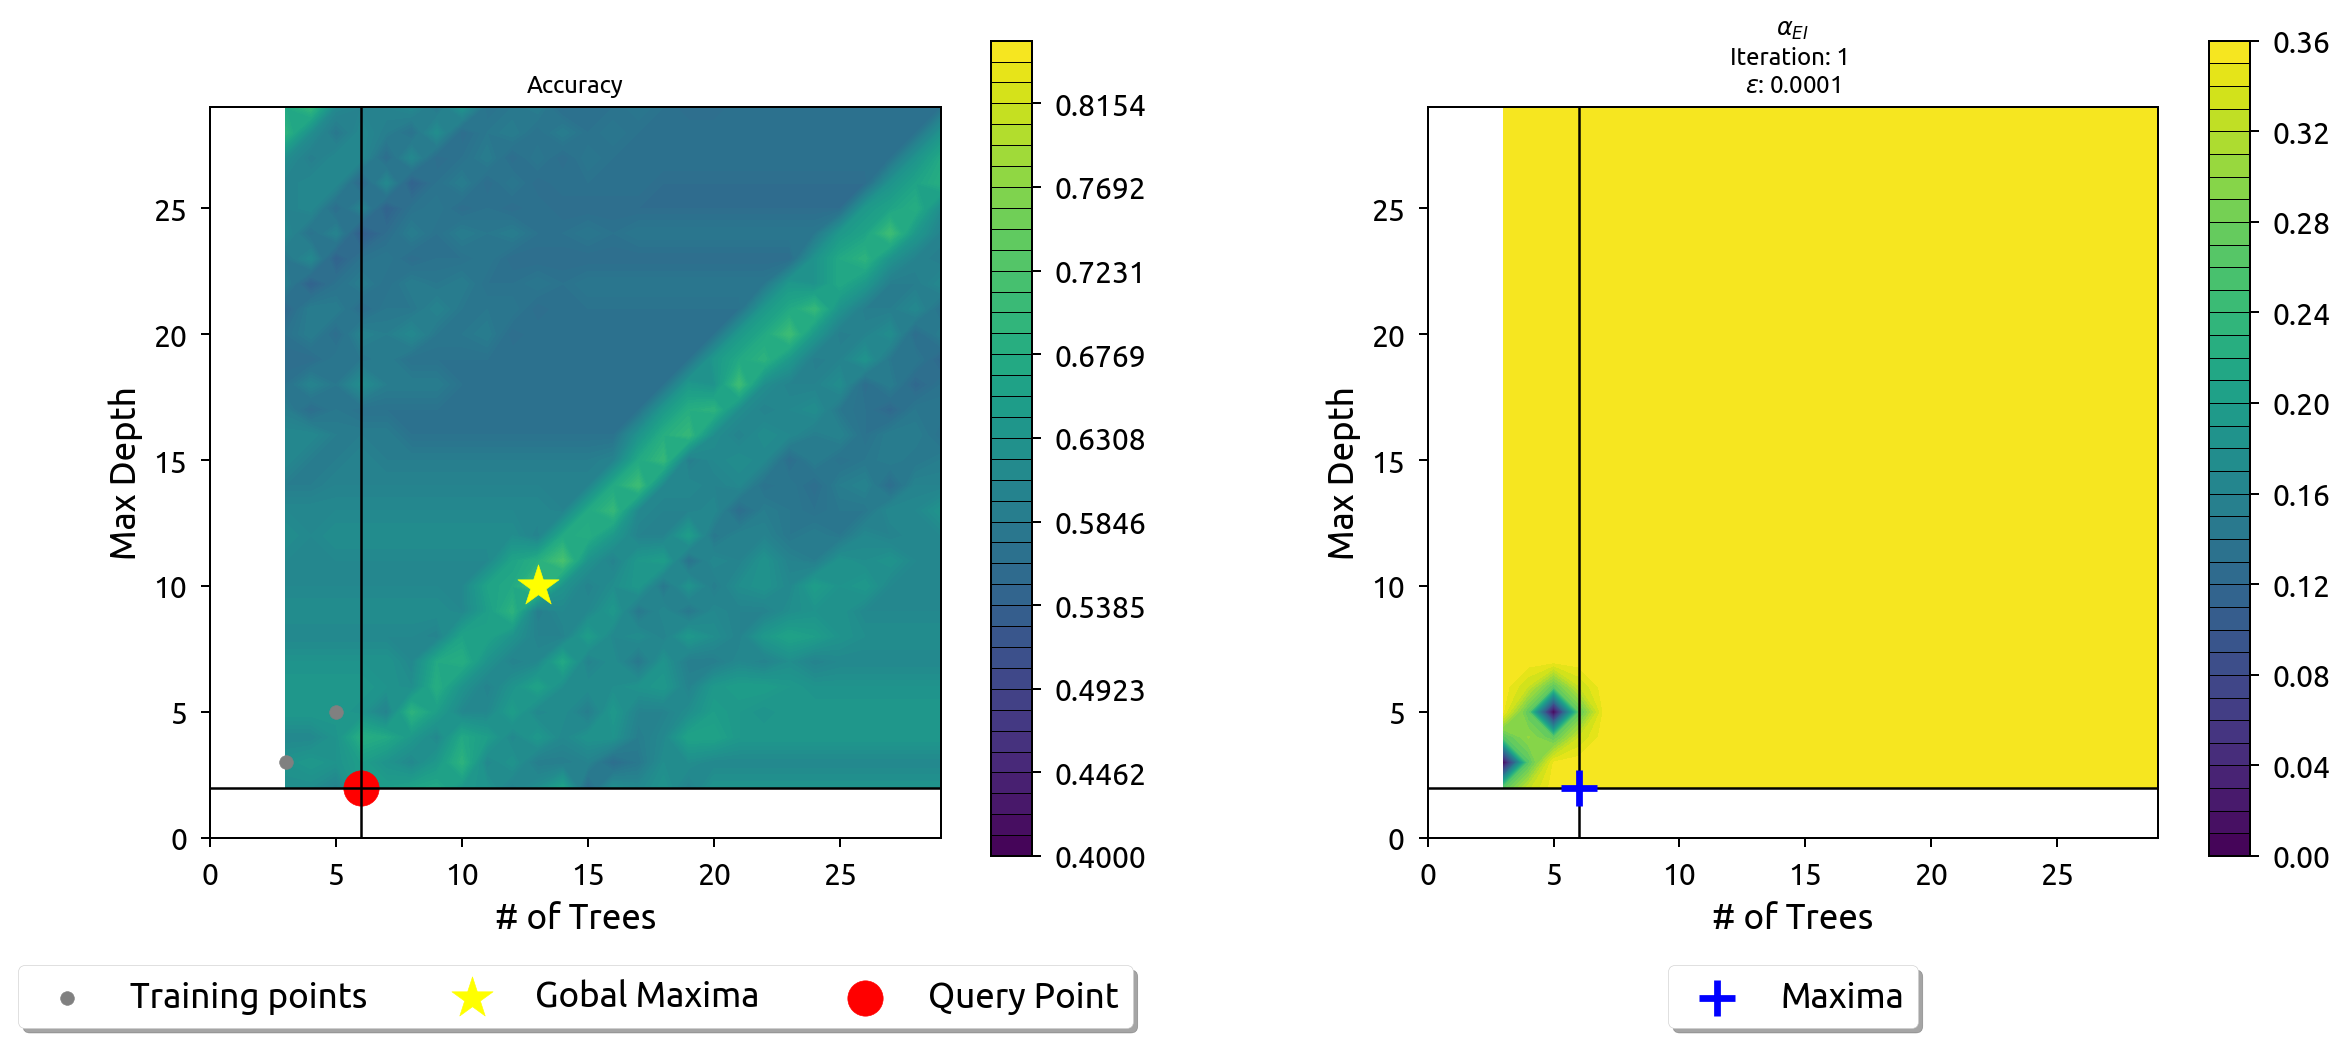 Accuracy
Max Depth
25
20
15
10
5
0
0 5 10 15 20 25
# of Trees
0.8154
0.7692
0.7231
0.6769
0.6308
0.5846
0.5385
0.4923
0.4462
0.4000
Training points Gobal Maxima Query Point
α_EI
Iteration: 1
ε: 0.0001
Max Depth
25
20
15
10
5
0
0 5 10 15 20 25
# of Trees
0.36
0.32
0.28
0.24
0.20
0.16
0.12
0.08
0.04
0.00
Maxima